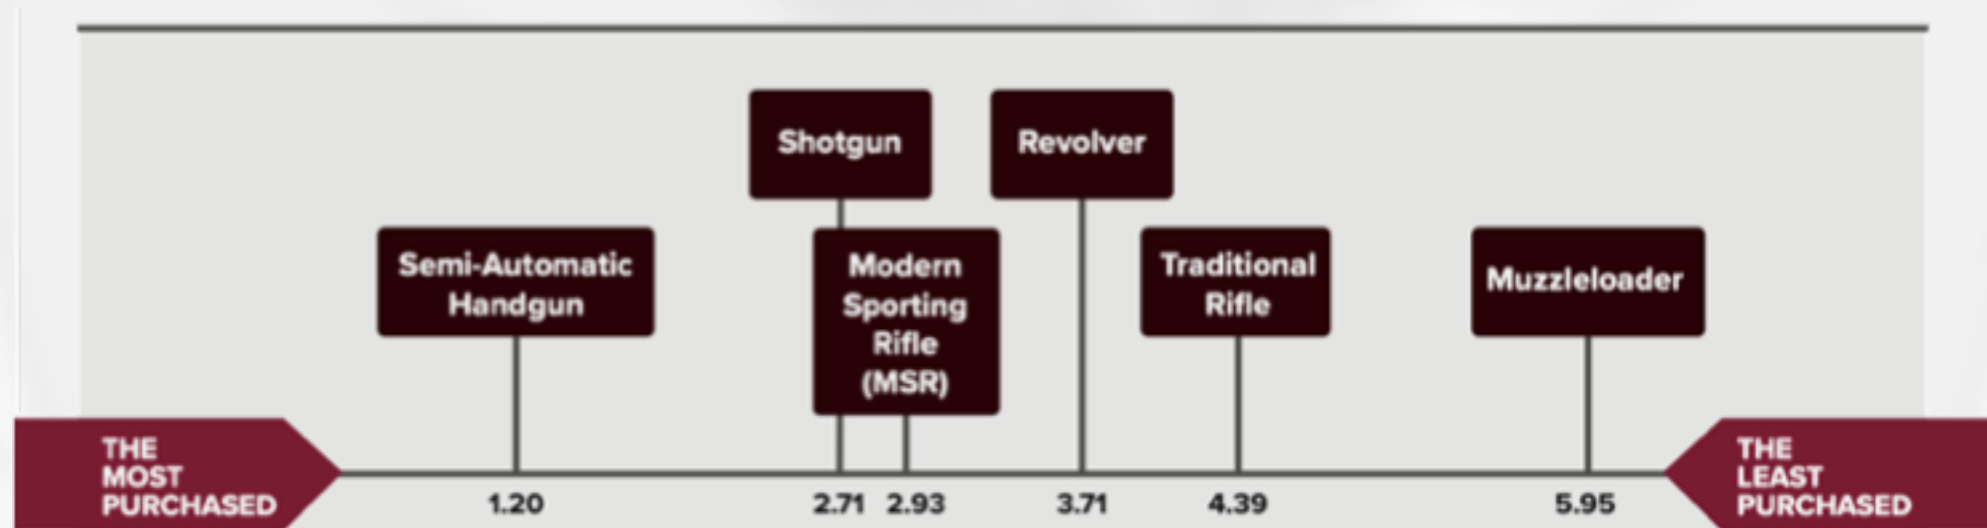 Shotgun
Revolver
Semi-Automatic
Handgun
Modern
Sporting
Rifle
(MSR)
Traditional
Rifle
Muzzleloader
THE
MOST
PURCHASED
1.20
2.71
2.93
3.71
4.39
5.95
THE
LEAST
PURCHASED